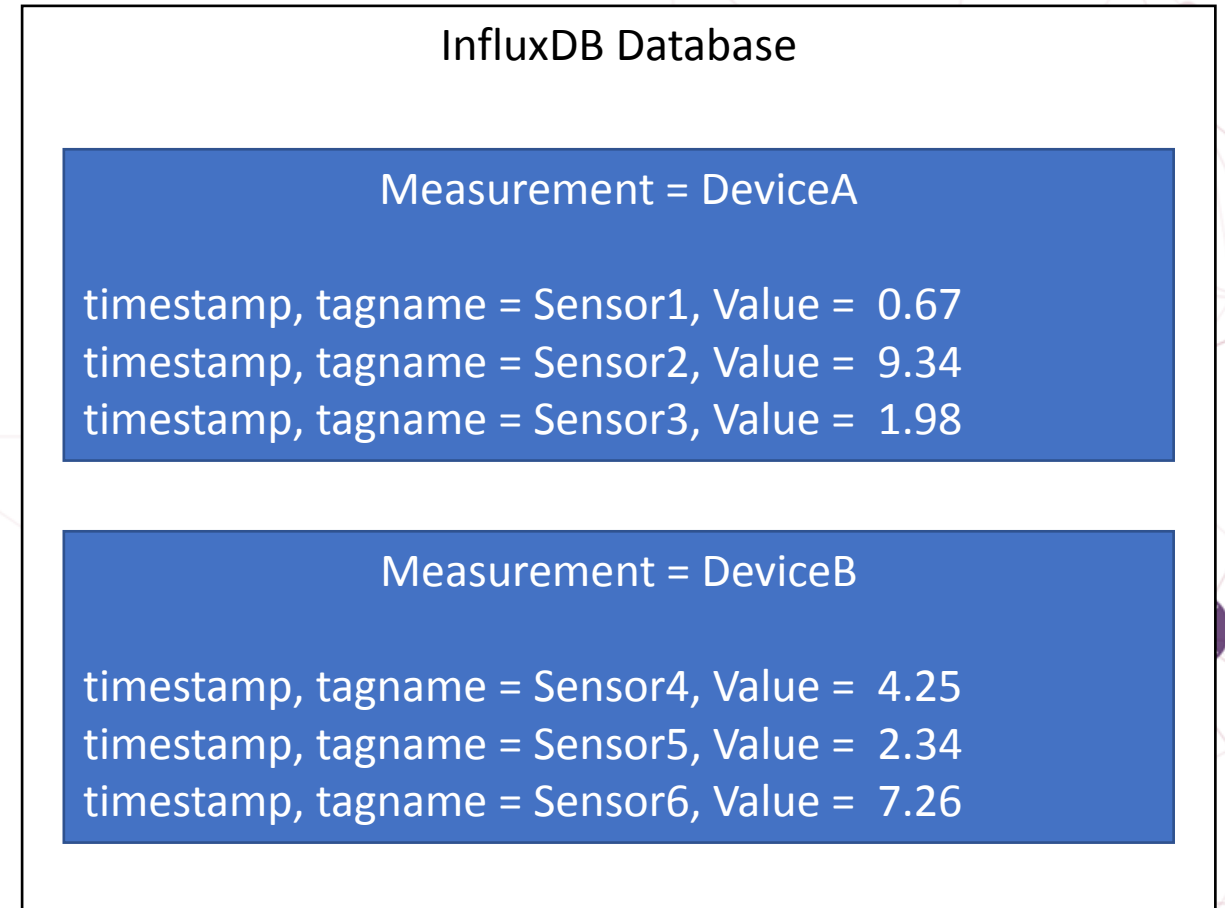 InfluxDB Database
Measurement = DeviceA
timestamp, tagname = Sensor1, Value =  0.67
timestamp, tagname = Sensor2, Value =  9.34
timestamp, tagname = Sensor3, Value =  1.98
Measurement = DeviceB
timestamp, tagname = Sensor4, Value =  4.25
timestamp, tagname = Sensor5, Value =  2.34
timestamp, tagname = Sensor6, Value =  7.26